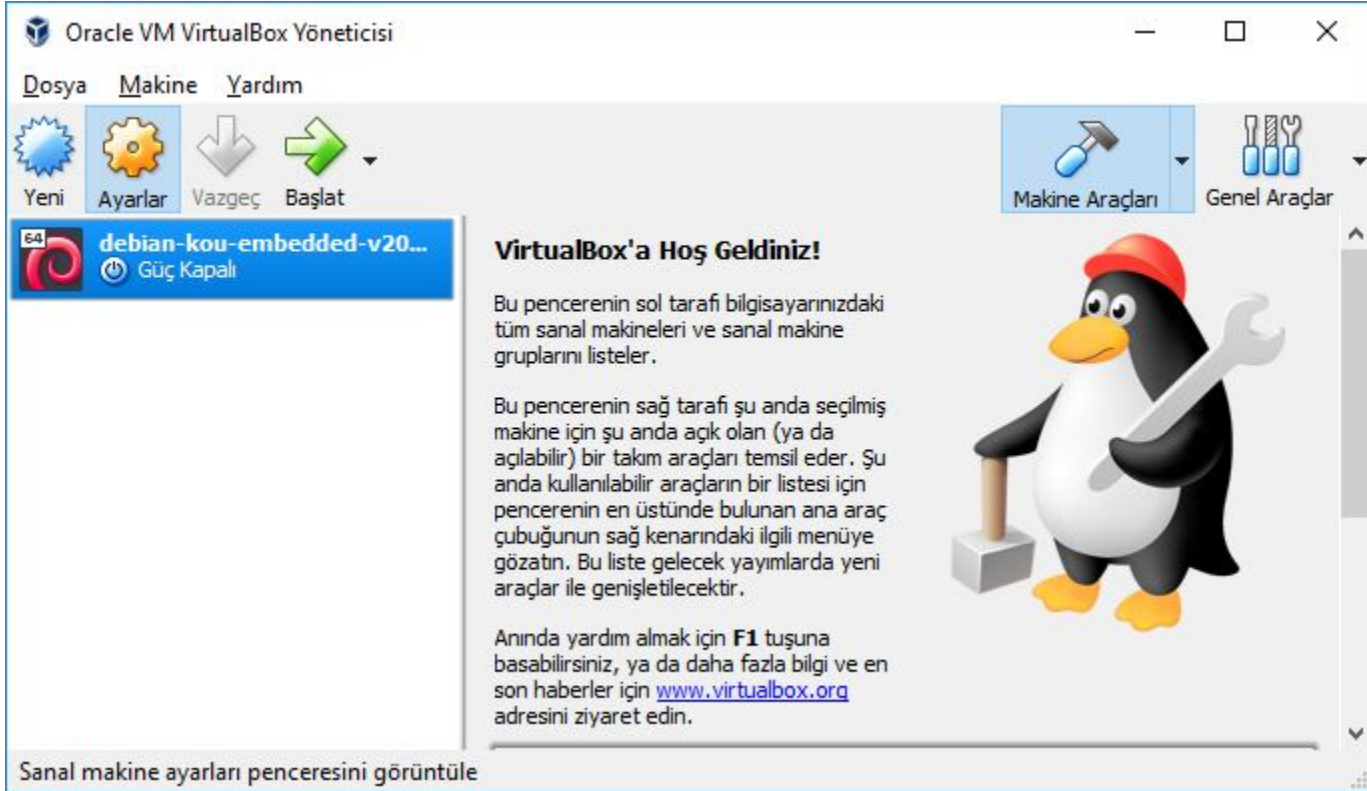 Oracle VM VirtualBox Yöneticisi
Dosya Makine Yardım
Yeni Ayarlar Vazgeç Başlat Makine Araçları Genel Araçlar
64
debian-kou-embedded-v20...
Güç Kapalı
VirtualBox'a Hoş Geldiniz!
Bu pencerenin sol tarafı bilgisayarınızdaki
tüm sanal makineleri ve sanal makine
gruplarını listeler.
Bu pencerenin sağ tarafı şu anda seçilmiş
makine için şu anda açık olan (ya da
açılabilir) bir takım araçları temsil eder. Şu
anda kullanılabilir araçların bir listesi için
pencerenin en üstünde bulunan ana araç
çubuğunun sağ kenarındaki ilgili menüye
gözatın. Bu liste gelecek yayımlarda yeni
araçlar ile genişletilecektir.
Anında yardım almak için F1 tuşuna
basabilirsiniz, ya da daha fazla bilgi ve en
son haberler için www.virtualbox.org
adresini ziyaret edin.
Sanal makine ayarları penceresini görüntüle